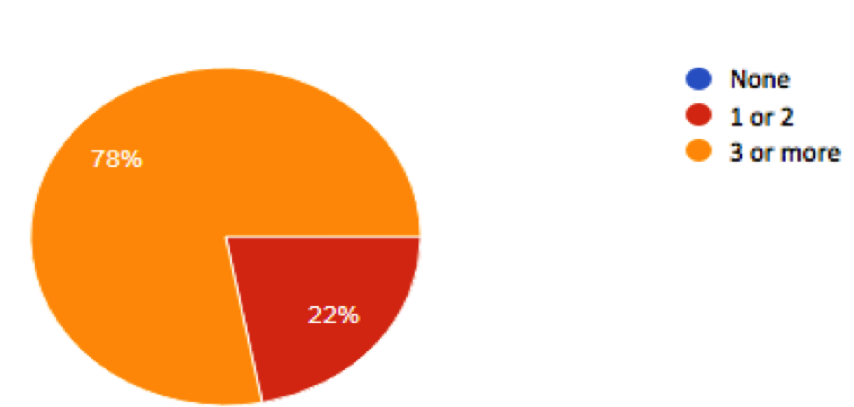 None
1 or 2
3 or more
78%
22%